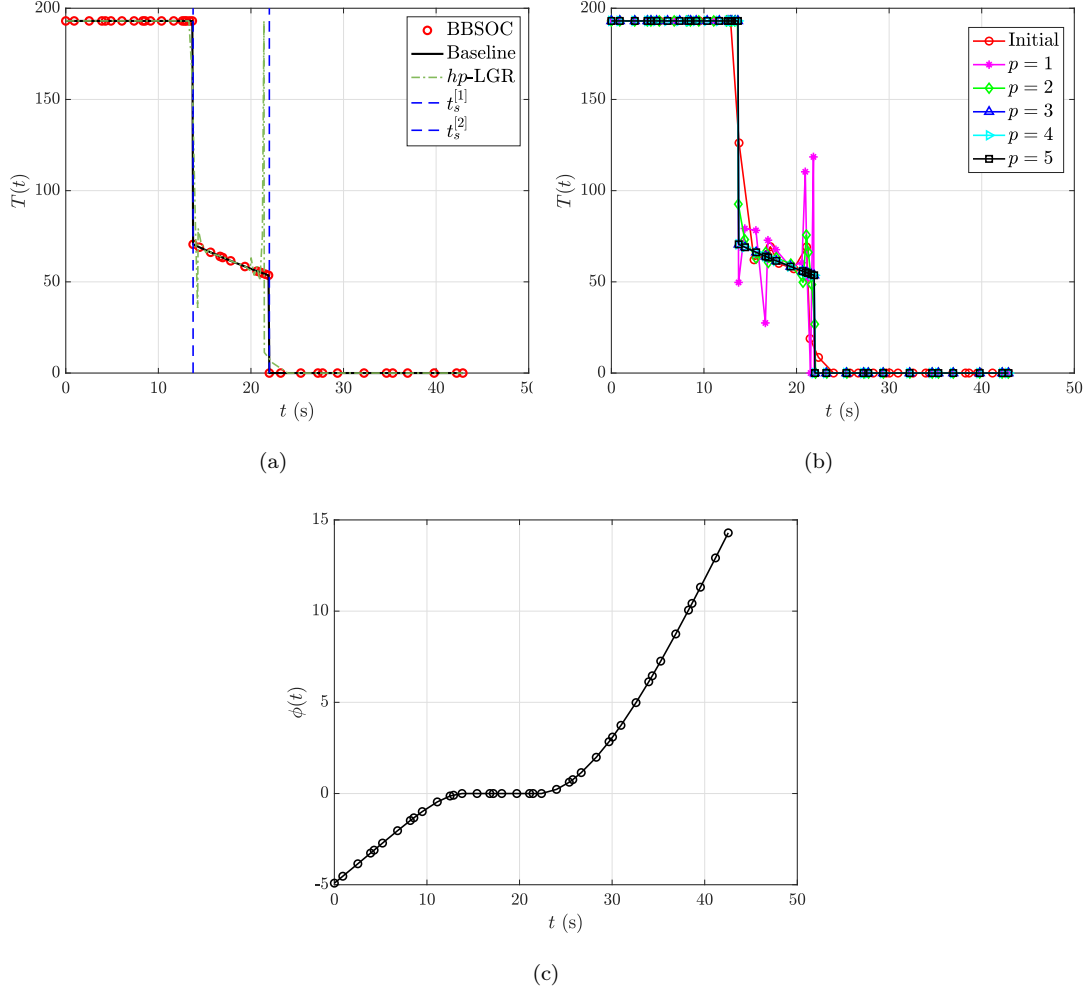 200
150
100
50
0
T(t)
0 10 20 30 40 50
t (s)
BBSOC
Baseline
hp-LGR
t_s^{[1]}
t_s^{[2]}
(a)
200
150
100
50
0
T(t)
0 10 20 30 40 50
t (s)
Initial
p = 1
p = 2
p = 3
p = 4
p = 5
(b)
15
10
5
0
-5
ϕ(t)
0 10 20 30 40 50
t (s)
(c)